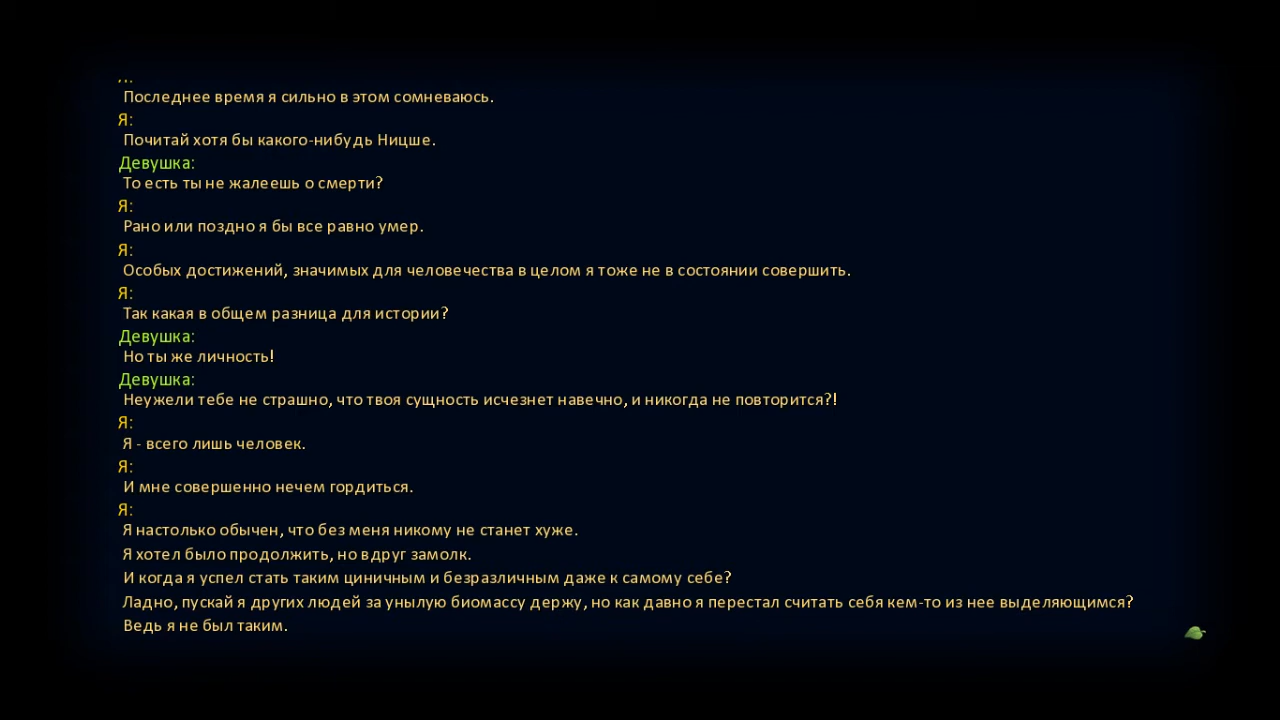 Последнее время я сильно в этом сомневаюсь.
Я:
Почитай хотя бы какого-нибудь Ницше.
Девушка:
То есть ты не жалеешь о смерти?
Я:
Рано или поздно я бы все равно умер.
Я:
Особых достижений, значимых для человечества в целом я тоже не в состоянии совершить.
Я:
Так какая в общем разница для истории?
Девушка:
Но ты же личность!
Девушка:
Неужели тебе не страшно, что твоя сущность исчезнет навечно, и никогда не повторится?!
Я:
Я - всего лишь человек.
Я:
И мне совершенно нечем гордиться.
Я:
Я настолько обычен, что без меня никому не станет хуже.
Я хотел было продолжить, но вдруг замолк.
И когда я успел стать таким циничным и безразличным даже к самому себе?
Ладно, пускай я других людей за унылую биомассу держу, но как давно я перестал считать себя кем-то из нее выделяющимся?
Ведь я не был таким.